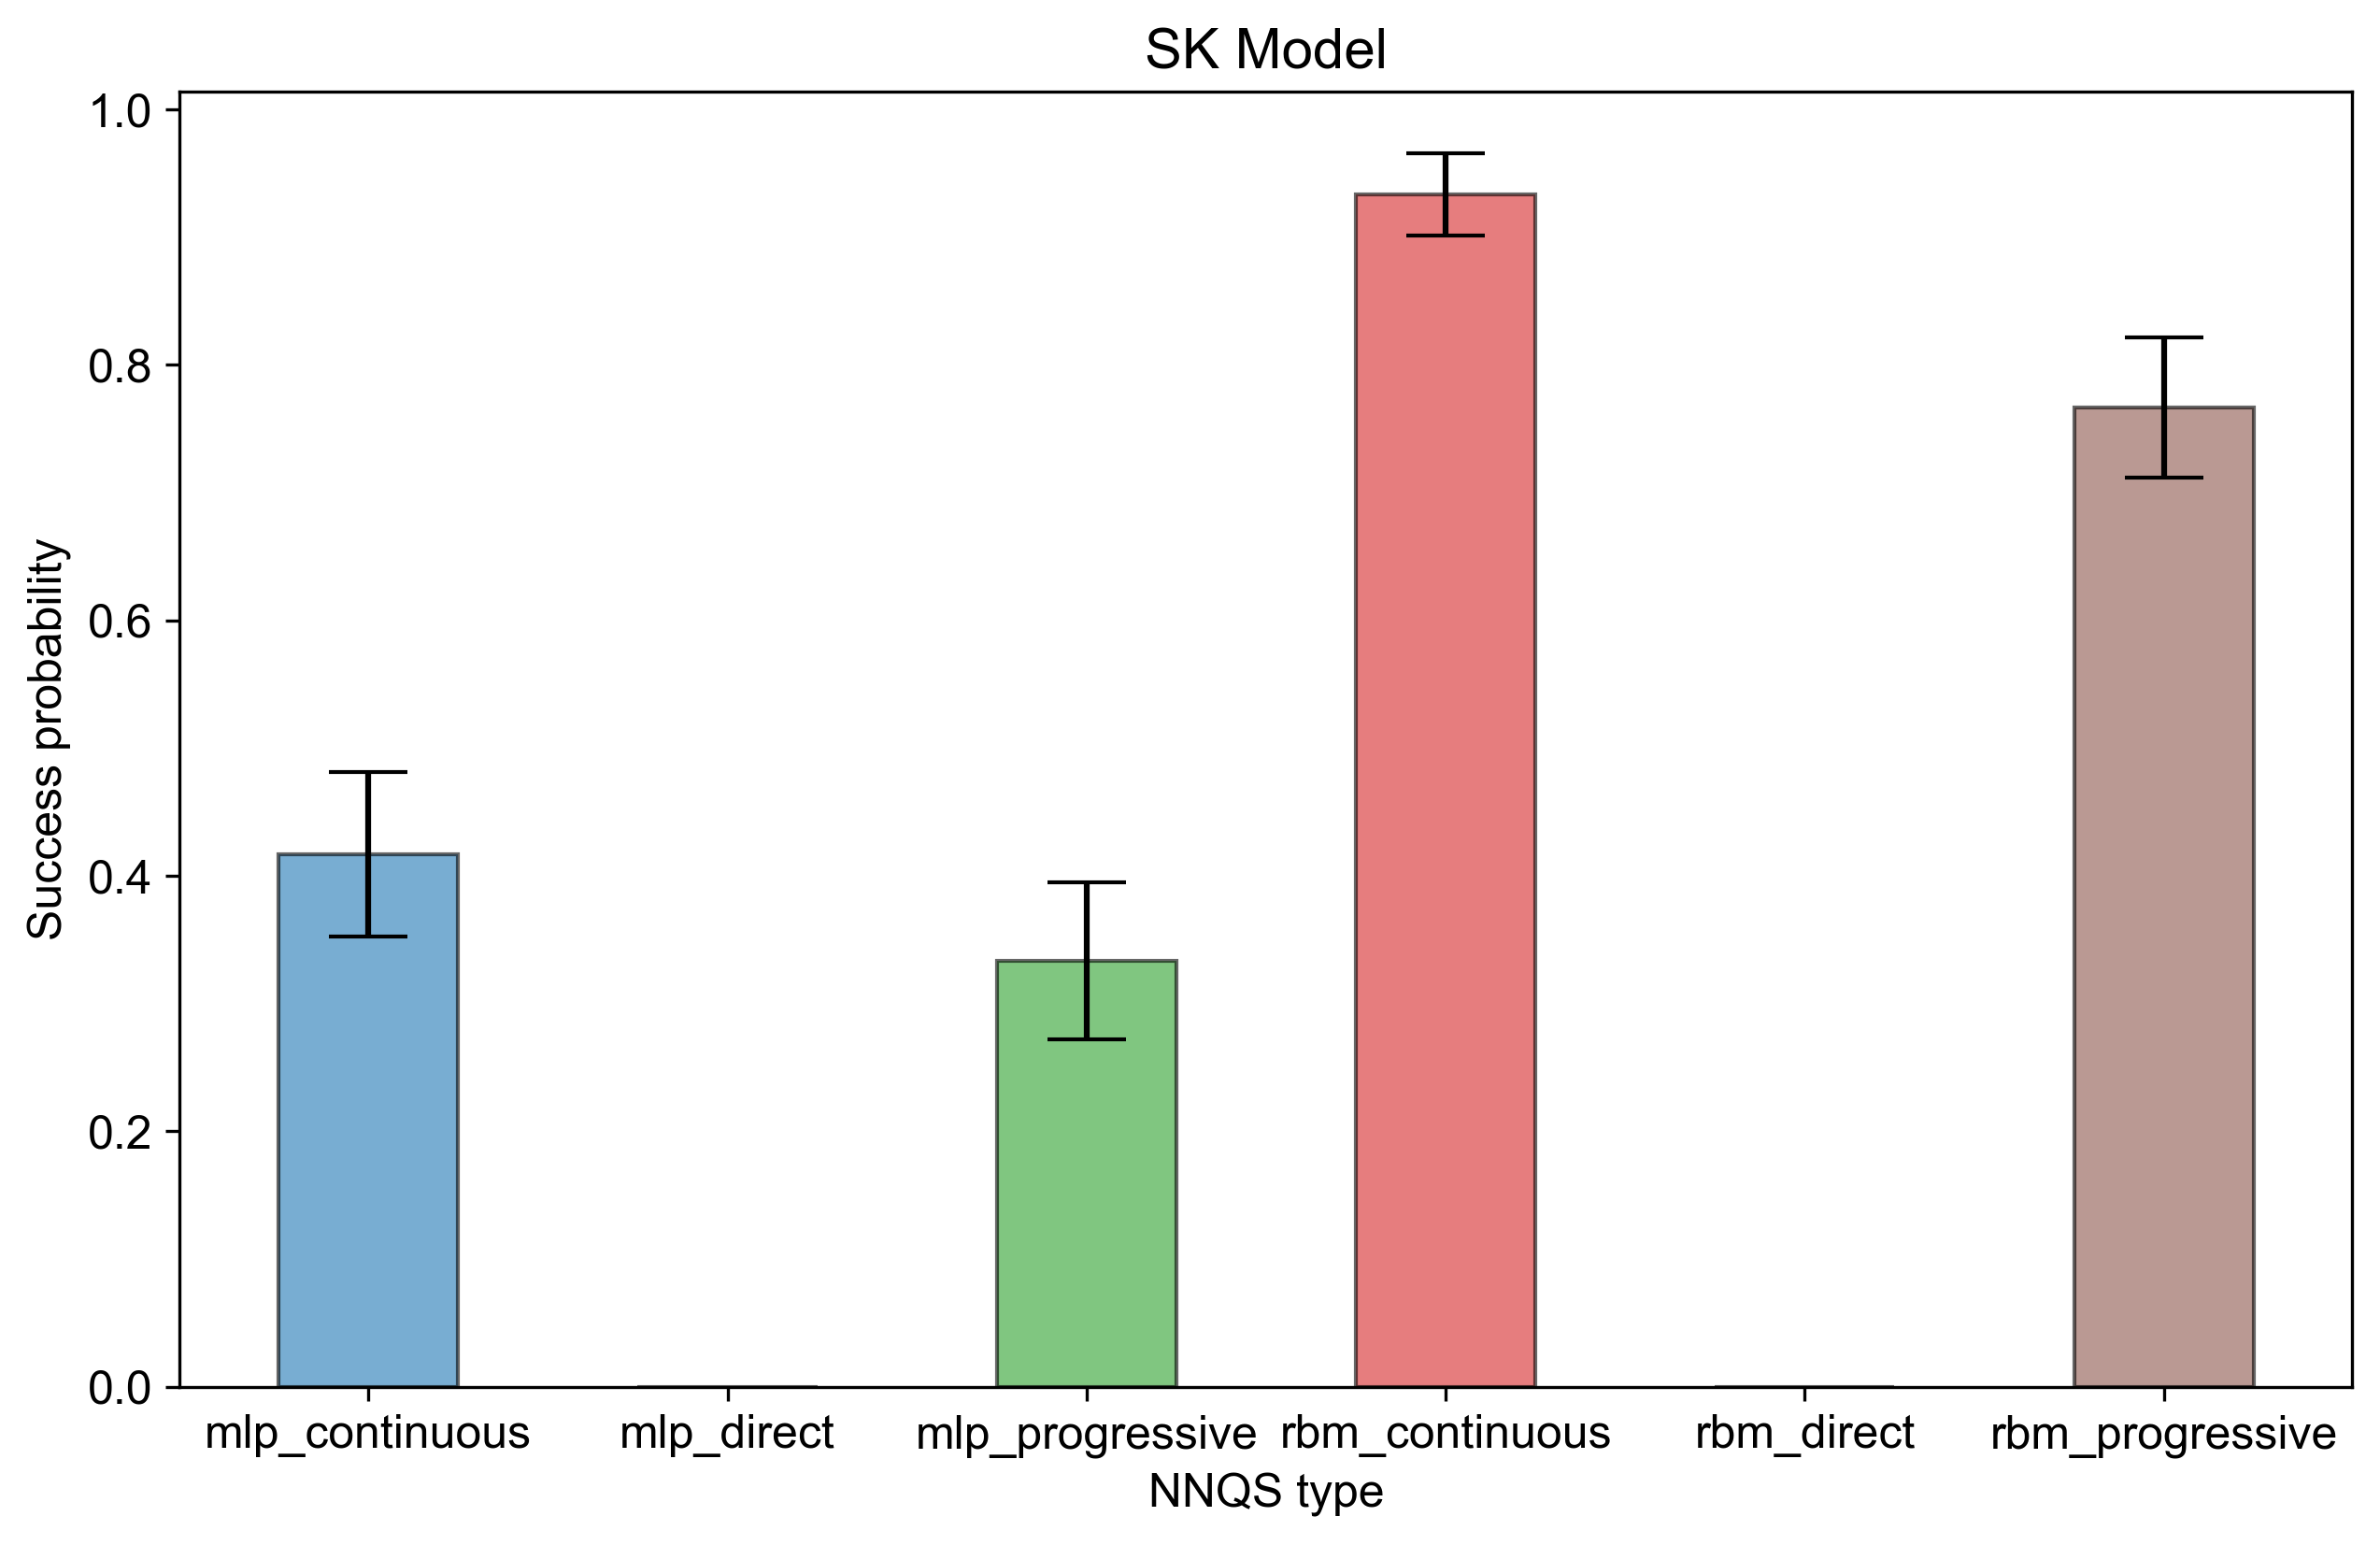 SK Model
1.0
0.8
0.6
0.4
0.2
0.0
Success probability
mlp_continuous mlp_direct mlp_progressive rbm_continuous rbm_direct rbm_progressive
NNQS type